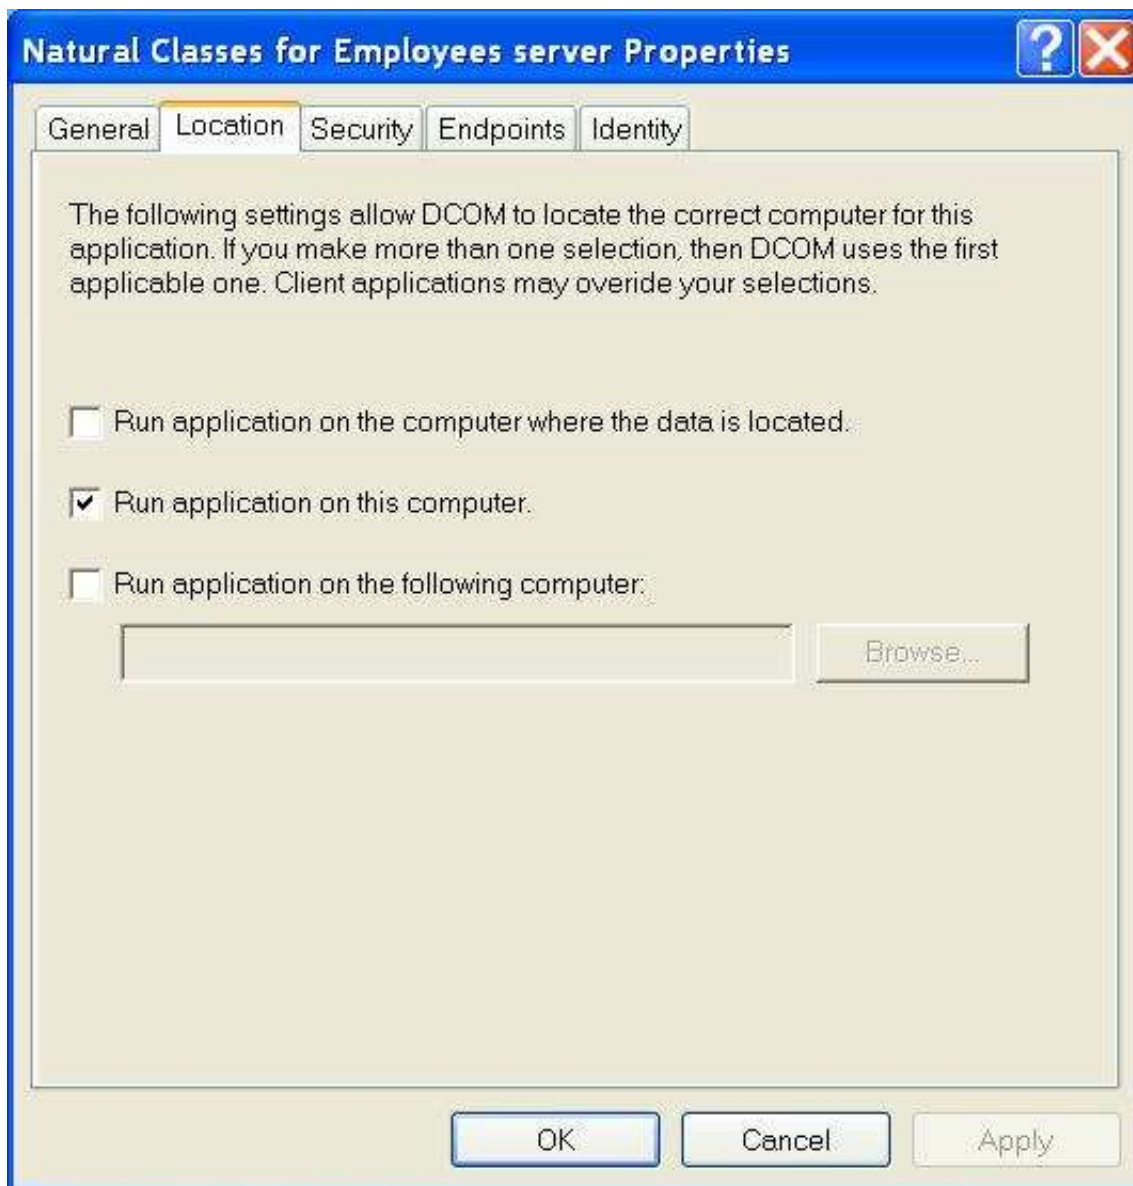 Natural Classes for Employees server Properties
General Location Security Endpoints Identity
The following settings allow DCOM to locate the correct computer for this
application. If you make more than one selection, then DCOM uses the first
applicable one. Client applications may overide your selections.
Run application on the computer where the data is located.
Run application on this computer.
Run application on the following computer:
Browse...
OK Cancel Apply